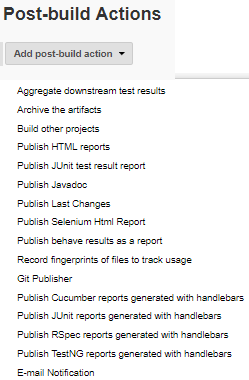 Post-build Actions
Add post-build action
Aggregate downstream test results
Archive the artifacts
Build other projects
Publish HTML reports
Publish JUnit test result report
Publish Javadoc
Publish Last Changes
Publish Selenium Html Report
Publish behave results as a report
Record fingerprints of files to track usage
Git Publisher
Publish Cucumber reports generated with handlebars
Publish JUnit reports generated with handlebars
Publish RSpec reports generated with handlebars
Publish TestNG reports generated with handlebars
E-mail Notification